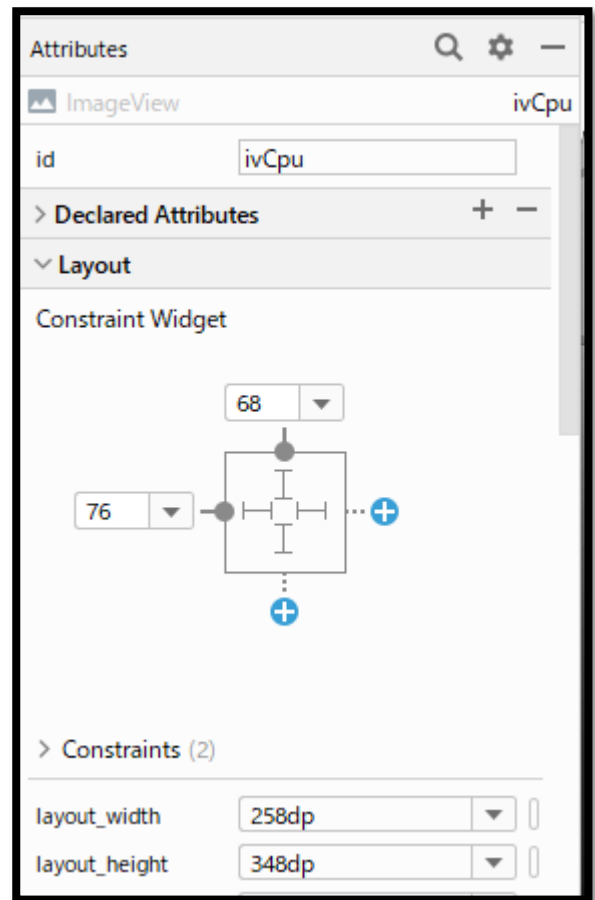 Attributes
ImageView ivCpu
id ivCpu
Declared Attributes
Layout
Constraint Widget
68
76
Constraints (2)
layout_width 258dp
layout_height 348dp